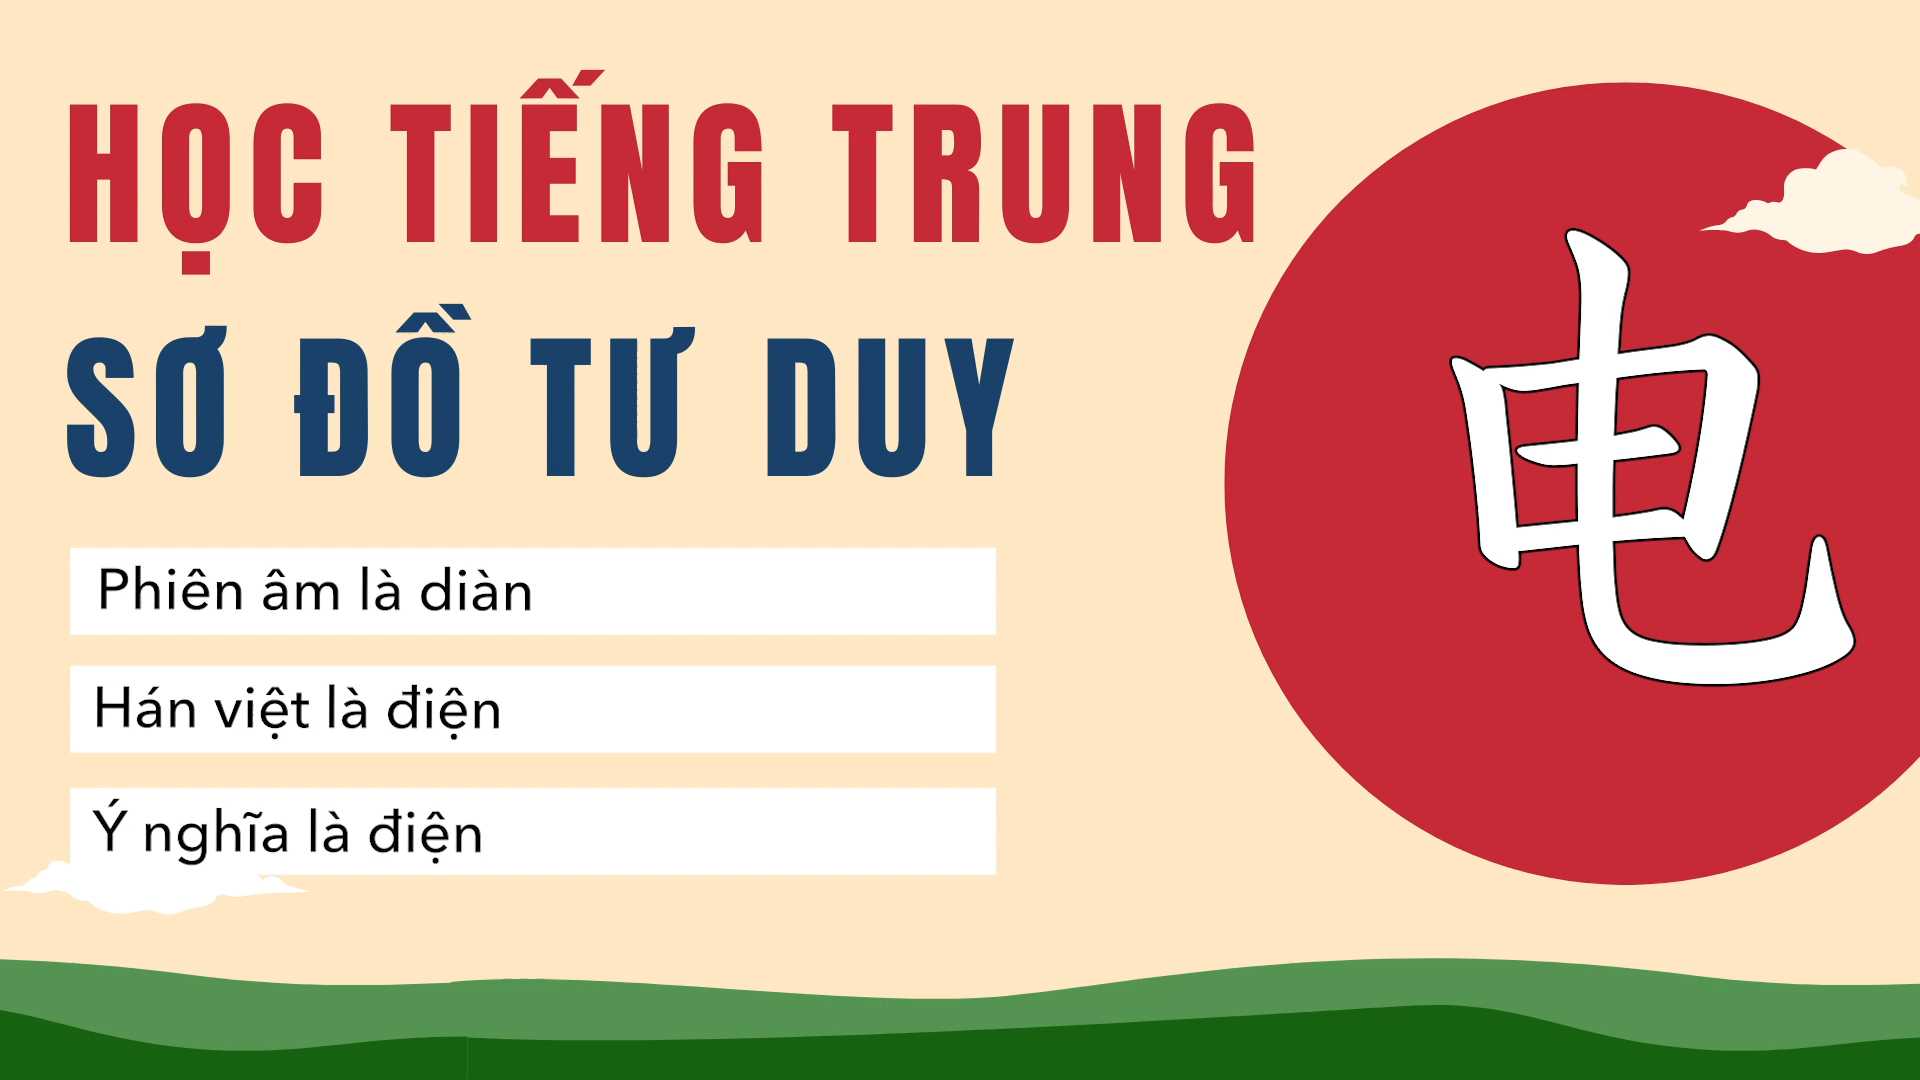 HỌC TIẾNG TRUNG
SƠ ĐỒ TƯ DUY
电
Phiên âm là diàn
Hán việt là điện
Ý nghĩa là điện